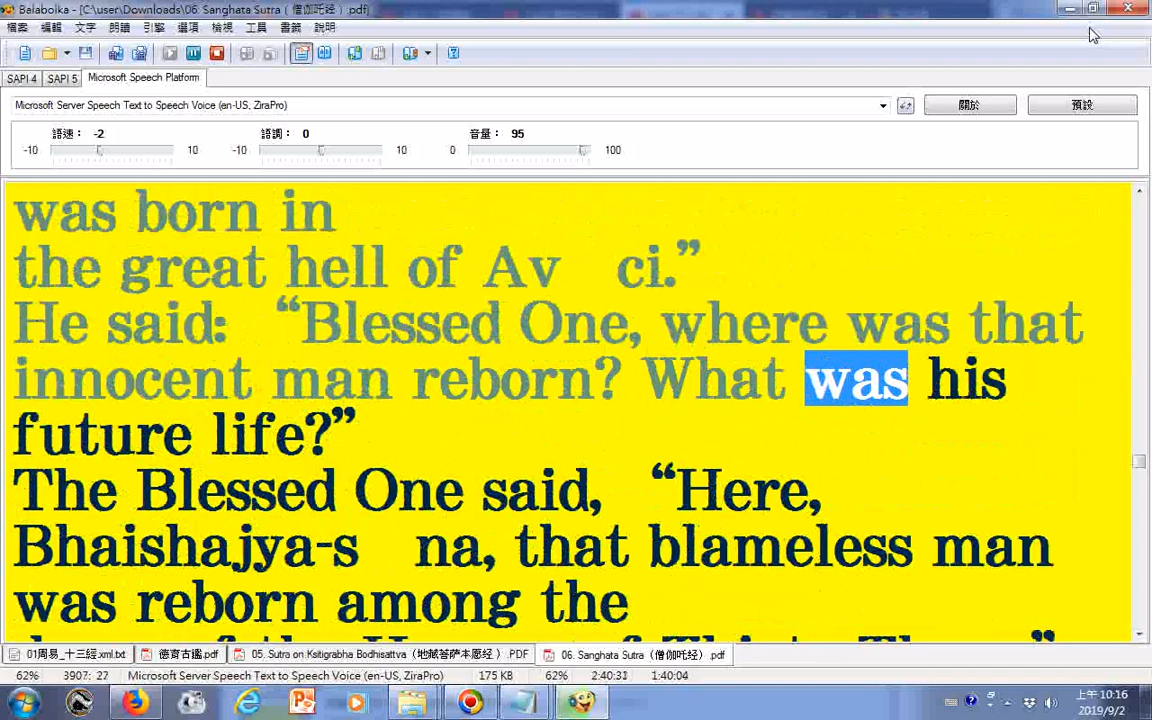 Balabolka - [C:\user\Downloads\06. Sanghata Sutra（僧伽吒经）.pdf]
檔案 編輯 文字 朗讀 引擎 選項 檢視 工具 書籤 說明
SAPI 4 SAPI 5 Microsoft Speech Platform
Microsoft Server Speech Text to Speech Voice (en-US, ZiraPro) 關於 預設
語速： -2 語調： 0 音量： 95
-10 10 -10 10 0 100
was born in
the great hell of Av ci.”
He said: “Blessed One, where was that
innocent man reborn? What was his
future life?”
The Blessed One said, “Here,
Bhaishajya-s na, that blameless man
was reborn among the
01周易_十三經.xml.txt 德育古鑑.pdf 05. Sutra on Ksitigrabha Bodhisattva（地藏菩萨本愿经）.PDF 06. Sanghata Sutra（僧伽吒经）.pdf
62% 3907: 27 Microsoft Server Speech Text to Speech Voice (en-US, ZiraPro) 175 KB 62% 2:40:31 1:40:04
上午 10:16
2019/9/2